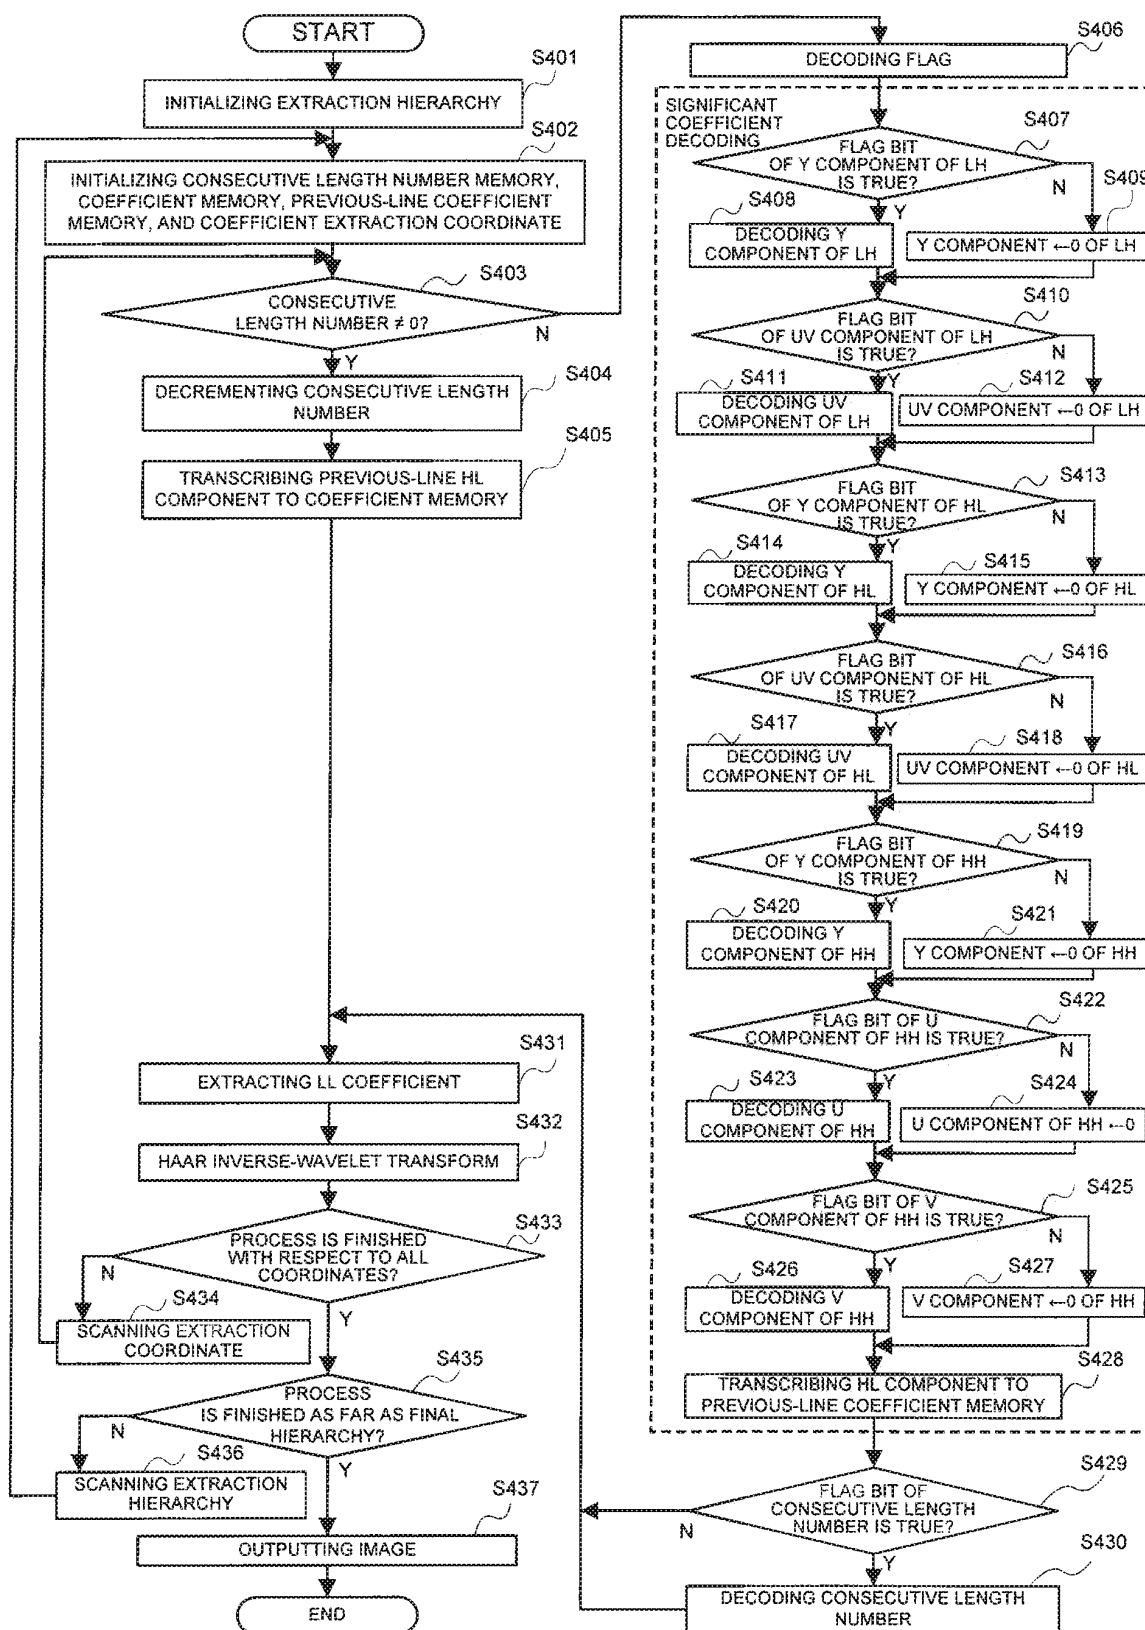 START
S401
INITIALIZING EXTRACTION HIERARCHY
S402
INITIALIZING CONSECUTIVE LENGTH NUMBER MEMORY,
COEFFICIENT MEMORY, PREVIOUS-LINE COEFFICIENT
MEMORY, AND COEFFICIENT EXTRACTION COORDINATE
S403
CONSECUTIVE
LENGTH NUMBER ≠ 0?
N
Y
S404
DECREMENTING CONSECUTIVE LENGTH
NUMBER
S405
TRANSCRIBING PREVIOUS-LINE HL
COMPONENT TO COEFFICIENT MEMORY
S431
EXTRACTING LL COEFFICIENT
S432
HAAR INVERSE-WAVELET TRANSFORM
S433
PROCESS IS FINISHED
WITH RESPECT TO ALL
COORDINATES?
N
Y
S434
SCANNING EXTRACTION
COORDINATE
S435
PROCESS
IS FINISHED AS FAR AS FINAL
HIERARCHY?
N
Y
S436
SCANNING EXTRACTION
HIERARCHY
S437
OUTPUTTING IMAGE
END
S406
DECODING FLAG
SIGNIFICANT
COEFFICIENT
DECODING
S407
FLAG BIT
OF Y COMPONENT OF LH
IS TRUE?
N
Y
S408
DECODING Y
COMPONENT OF LH
S409
Y COMPONENT ←0 OF LH
S410
FLAG BIT
OF UV COMPONENT OF LH
IS TRUE?
N
Y
S411
DECODING UV
COMPONENT OF LH
S412
UV COMPONENT ←0 OF LH
S413
FLAG BIT
OF Y COMPONENT OF HL
IS TRUE?
N
Y
S414
DECODING Y
COMPONENT OF HL
S415
Y COMPONENT ←0 OF HL
S416
FLAG BIT
OF UV COMPONENT OF HL
IS TRUE?
N
Y
S417
DECODING UV
COMPONENT OF HL
S418
UV COMPONENT ←0 OF HL
S419
FLAG BIT
OF Y COMPONENT OF HH
IS TRUE?
N
Y
S420
DECODING Y
COMPONENT OF HH
S421
Y COMPONENT ←0 OF HH
S422
FLAG BIT OF U
COMPONENT OF HH IS TRUE?
N
Y
S423
DECODING U
COMPONENT OF HH
S424
U COMPONENT OF HH ←0
S425
FLAG BIT OF V
COMPONENT OF HH IS TRUE?
N
Y
S426
DECODING V
COMPONENT OF HH
S427
V COMPONENT ←0 OF HH
S428
TRANSCRIBING HL COMPONENT TO
PREVIOUS-LINE COEFFICIENT MEMORY
S429
FLAG BIT OF
CONSECUTIVE LENGTH
NUMBER IS TRUE?
N
Y
S430
DECODING CONSECUTIVE LENGTH
NUMBER